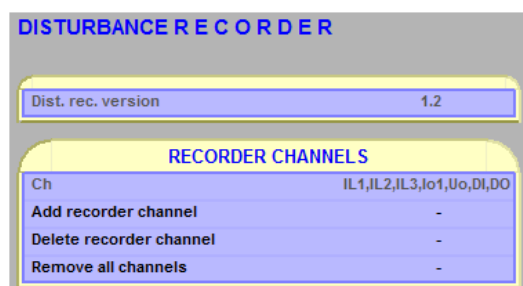 DISTURBANCE R E C O R D E R
Dist. rec. version 1.2
RECORDER CHANNELS
Ch IL1,IL2,IL3,Io1,Uo,DI,DO
Add recorder channel -
Delete recorder channel -
Remove all channels -